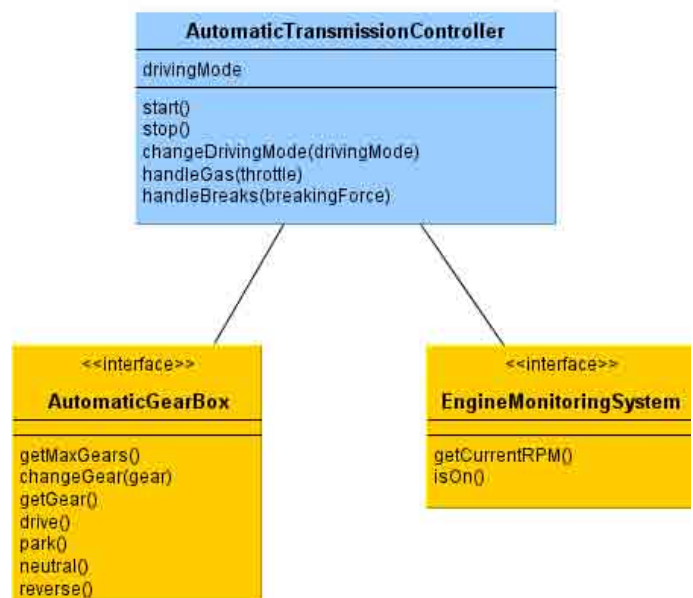 AutomaticTransmissionController
drivingMode
start()
stop()
changeDrivingMode(drivingMode)
handleGas(throttle)
handleBreaks(breakingForce)
<<interface>>
AutomaticGearBox
getMaxGears()
changeGear(gear)
getGear()
drive()
park()
neutral()
reverse()
<<interface>>
EngineMonitoringSystem
getCurrentRPM()
isOn()